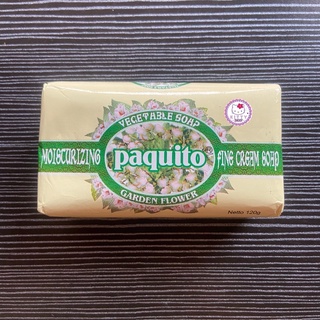 VEGETABLE SOAP
MOISTURIZING
paquito
FINE CREAM SOAP
GARDEN FLOWER
Netto 120g